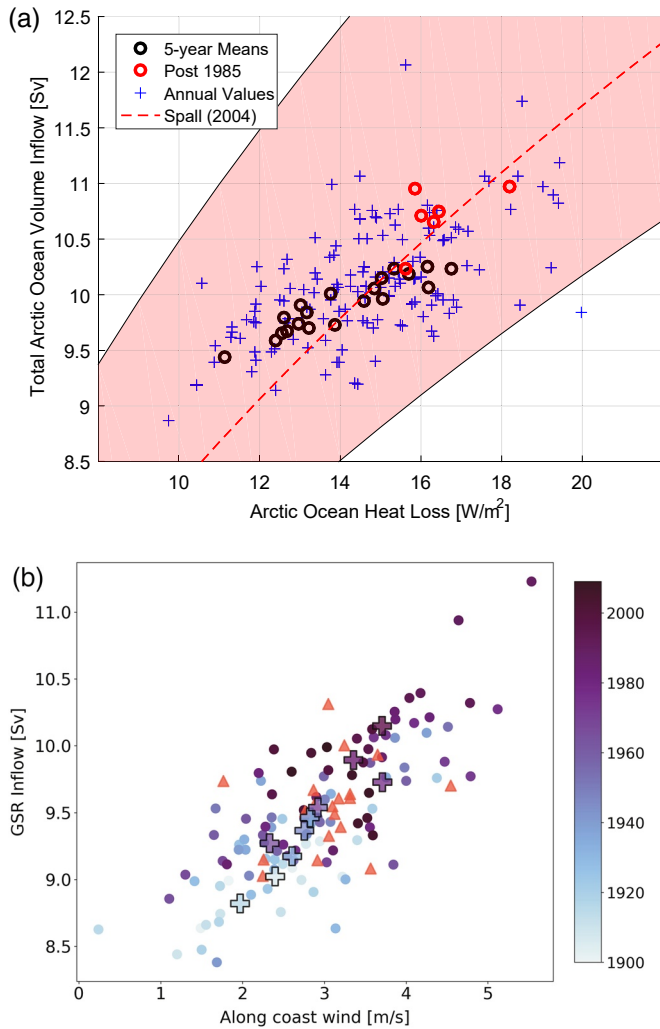 (a)
12.5
12
11.5
11
10.5
10
9.5
9
8.5
Total Arctic Ocean Volume Inflow [Sv]
5-year Means
Post 1985
Annual Values
Spall (2004)
10 12 14 16 18 20
Arctic Ocean Heat Loss [W/m²]
(b)
11.0
10.5
10.0
9.5
9.0
8.5
GSR Inflow [Sv]
0 1 2 3 4 5
Along coast wind [m/s]
2000
1980
1960
1940
1920
1900